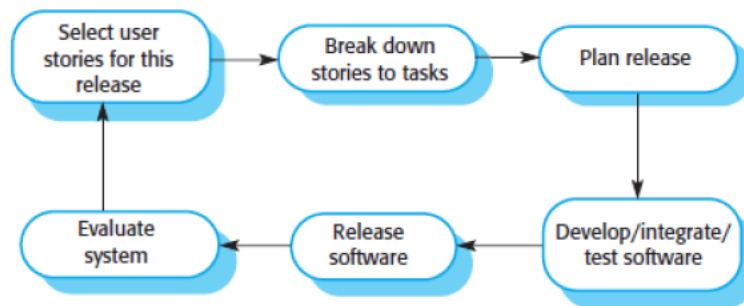 Select user
stories for this
release
Break down
stories to tasks
Plan release
Develop/integrate/
test software
Release
software
Evaluate
system